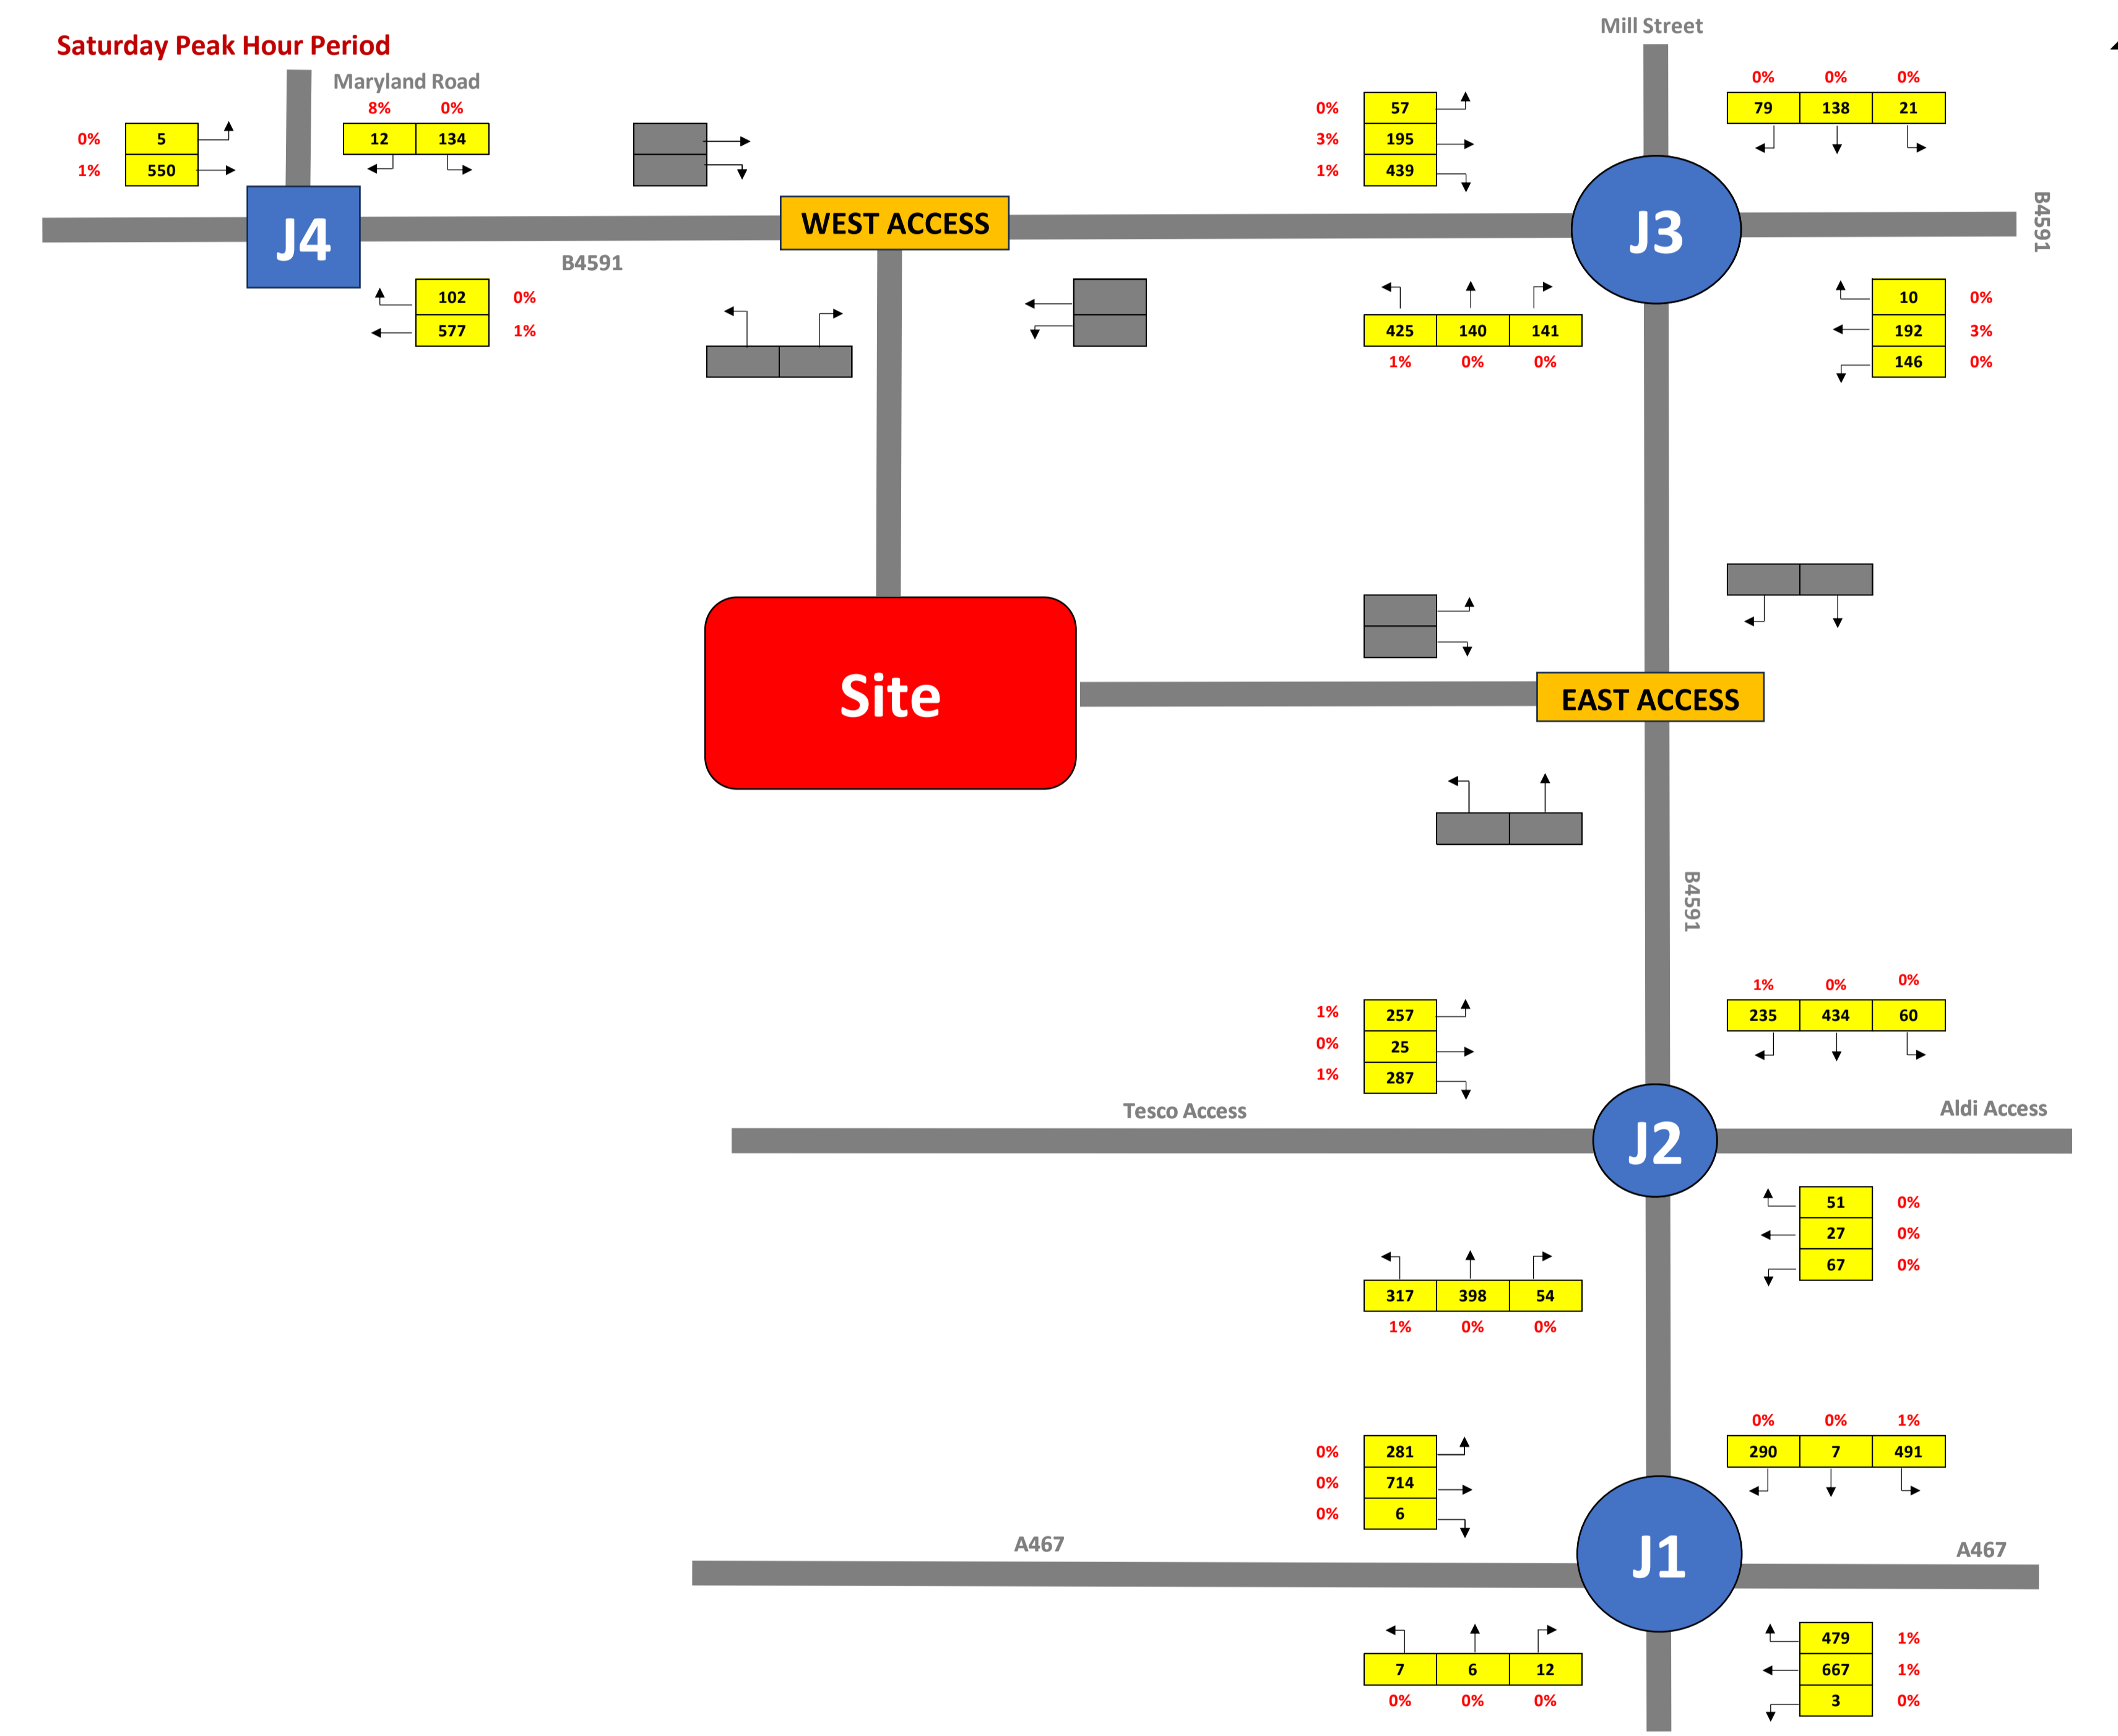 Mill Street
Saturday Peak Hour Period
Maryland Road
8% 0%
0% 5
12 134
1% 550
0% 57
3% 195
1% 439
0% 0% 0%
79 138 21
J4
WEST ACCESS
J3
B4591
B4591
102 0%
577 1%
425 140 141
1% 0% 0%
10 0%
192 3%
146 0%
Site
EAST ACCESS
B4591
1% 257
0% 25
1% 287
1% 0% 0%
235 434 60
Tesco Access
Aldi Access
J2
51 0%
27 0%
67 0%
317 398 54
1% 0% 0%
0% 281
0% 714
0% 6
0% 0% 1%
290 7 491
A467
A467
J1
7 6 12
0% 0% 0%
479 1%
667 1%
3 0%